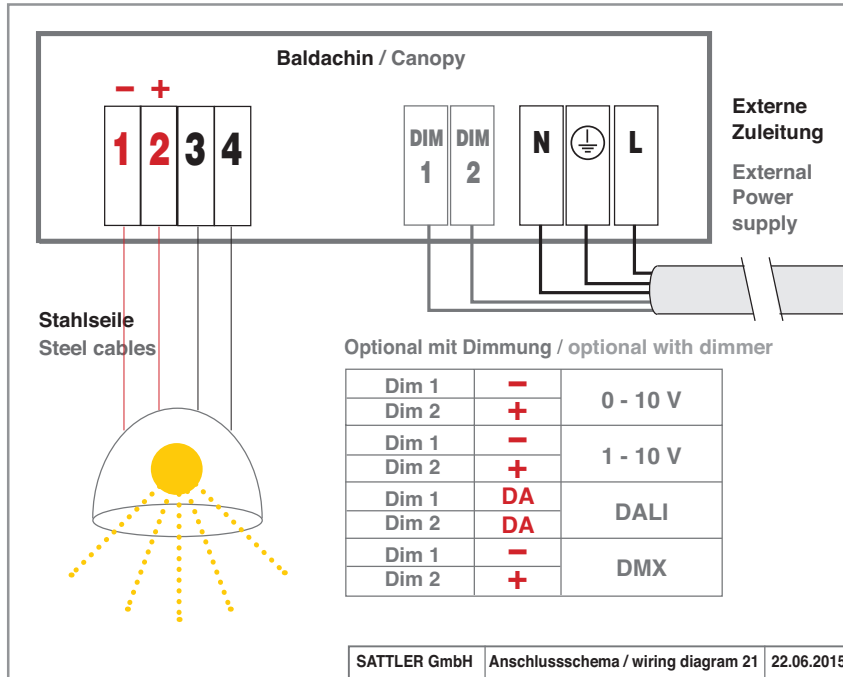 Baldachin / Canopy
− +
1 2 3 4
DIM 1
DIM 2
N
L
Externe
Zuleitung
External
Power
supply
Stahlseile
Steel cables
Optional mit Dimmung / optional with dimmer
Dim 1 − 0 - 10 V
Dim 2 +
Dim 1 − 1 - 10 V
Dim 2 +
Dim 1 DA DALI
Dim 2 DA
Dim 1 − DMX
Dim 2 +
SATTLER GmbH Anschlussschema / wiring diagram 21 22.06.2015